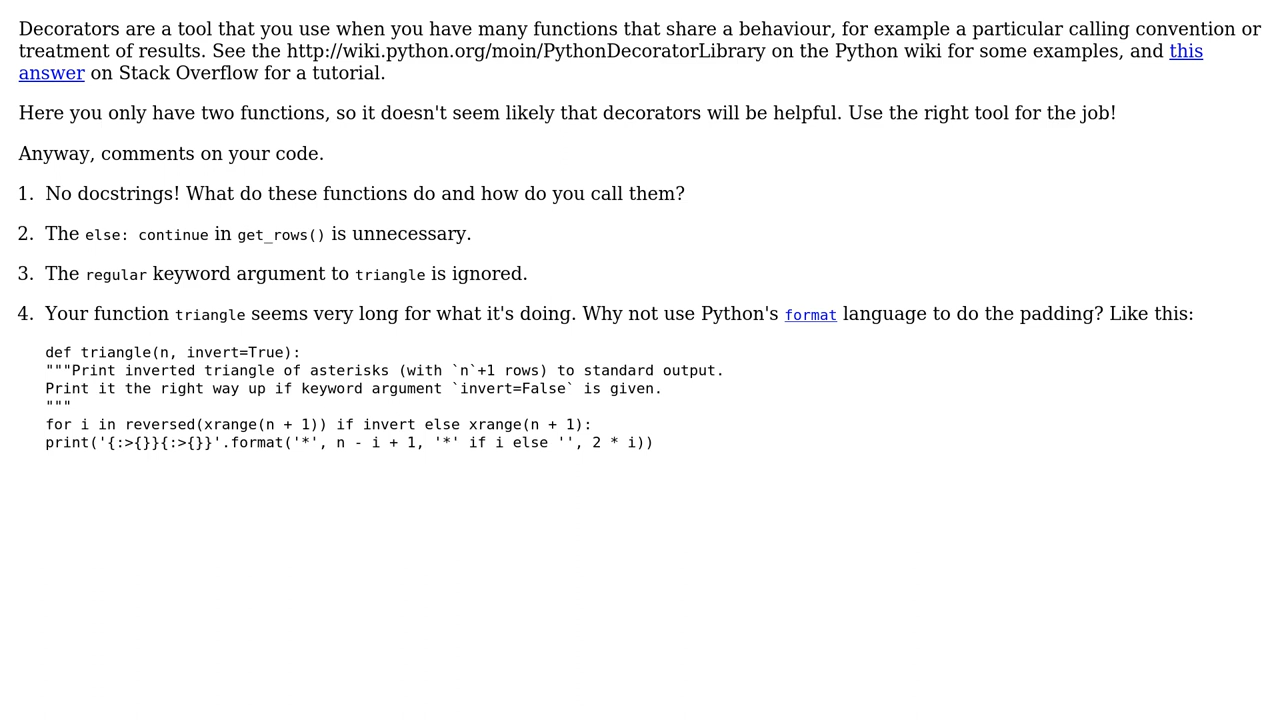 Decorators are a tool that you use when you have many functions that share a behaviour, for example a particular calling convention or
treatment of results. See the http://wiki.python.org/moin/PythonDecoratorLibrary on the Python wiki for some examples, and this
answer on Stack Overflow for a tutorial.
Here you only have two functions, so it doesn't seem likely that decorators will be helpful. Use the right tool for the job!
Anyway, comments on your code.
1. No docstrings! What do these functions do and how do you call them?
2. The else: continue in get_rows() is unnecessary.
3. The regular keyword argument to triangle is ignored.
4. Your function triangle seems very long for what it's doing. Why not use Python's format language to do the padding? Like this:
def triangle(n, invert=True):
"""Print inverted triangle of asterisks (with `n`+1 rows) to standard output.
Print it the right way up if keyword argument `invert=False` is given.
"""
for i in reversed(xrange(n + 1)) if invert else xrange(n + 1):
print('{:>{}}{:>{}}'.format('*', n - i + 1, '*' if i else '', 2 * i))